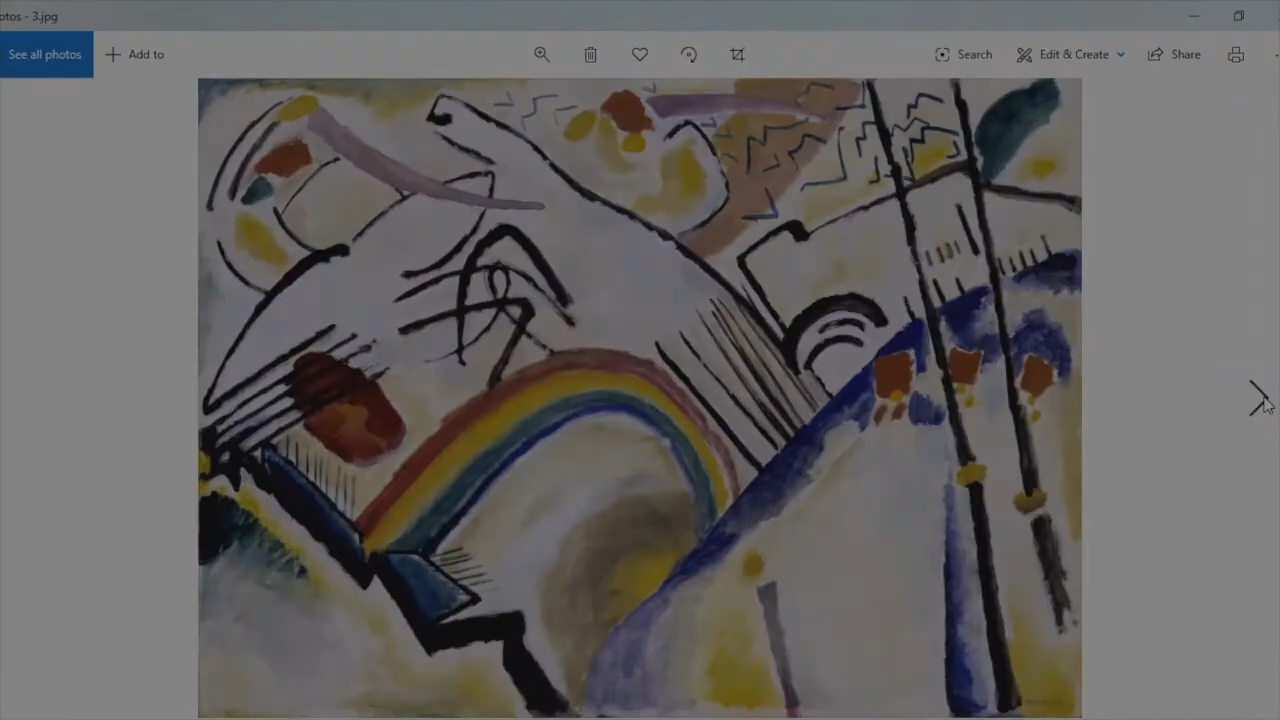 otos - 3.jpg
See all photos
Add to
Search
Edit & Create
Share